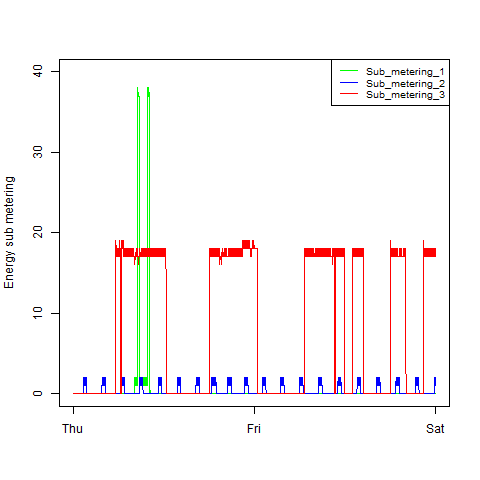 Sub_metering_1
Sub_metering_2
Sub_metering_3
Energy sub metering
40
30
20
10
0
Thu Fri Sat